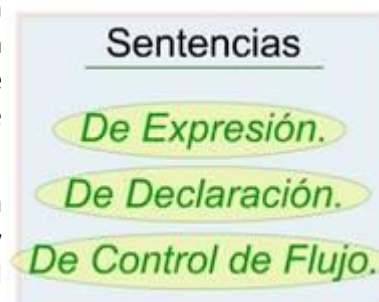 Sentencias
De Expresión.
De Declaración.
De Control de Flujo.